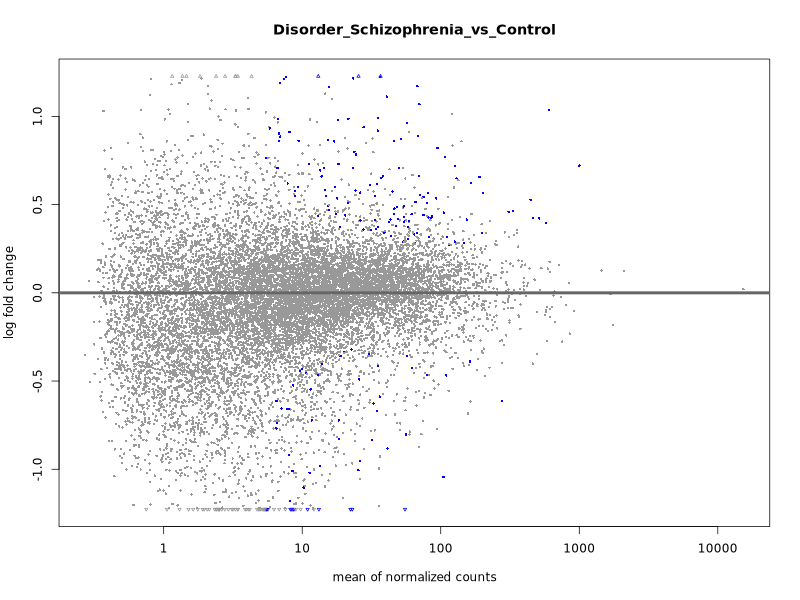 Disorder_Schizophrenia_vs_Control
log fold change
1.0
0.5
0.0
-0.5
-1.0
1 10 100 1000 10000
mean of normalized counts